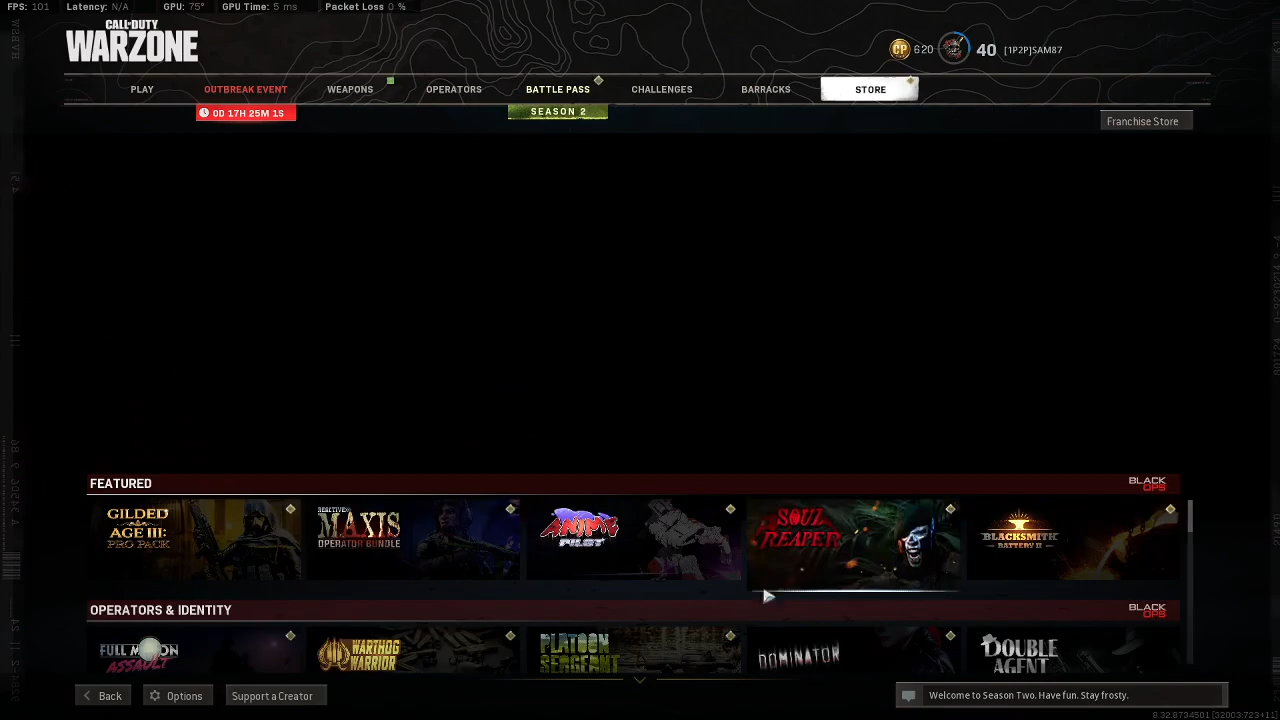 FPS: 101 Latency: N/A GPU: 75° GPU Time: 5 ms Packet Loss 0 %
CALL OF DUTY
WARZONE
CP 620 40 [1P2P]SAM87
PLAY OUTBREAK EVENT WEAPONS OPERATORS BATTLE PASS CHALLENGES BARRACKS STORE
0D 17H 25M 1S SEASON 2
Franchise Store
FEATURED BLACK OPS
GILDED AGE III: PRO PACK
REACTIVE MAXIS OPERATOR BUNDLE
ANIME
SOUL REAPER
BLACKSMITH BATTERY II
OPERATORS & IDENTITY BLACK OPS
FULL MOON ASSAULT
WARTHOG WARRIOR
PLATOON SERGEANT
DOMINATOR
DOUBLE AGENT
Back Options Support a Creator Welcome to Season Two. Have fun. Stay frosty.